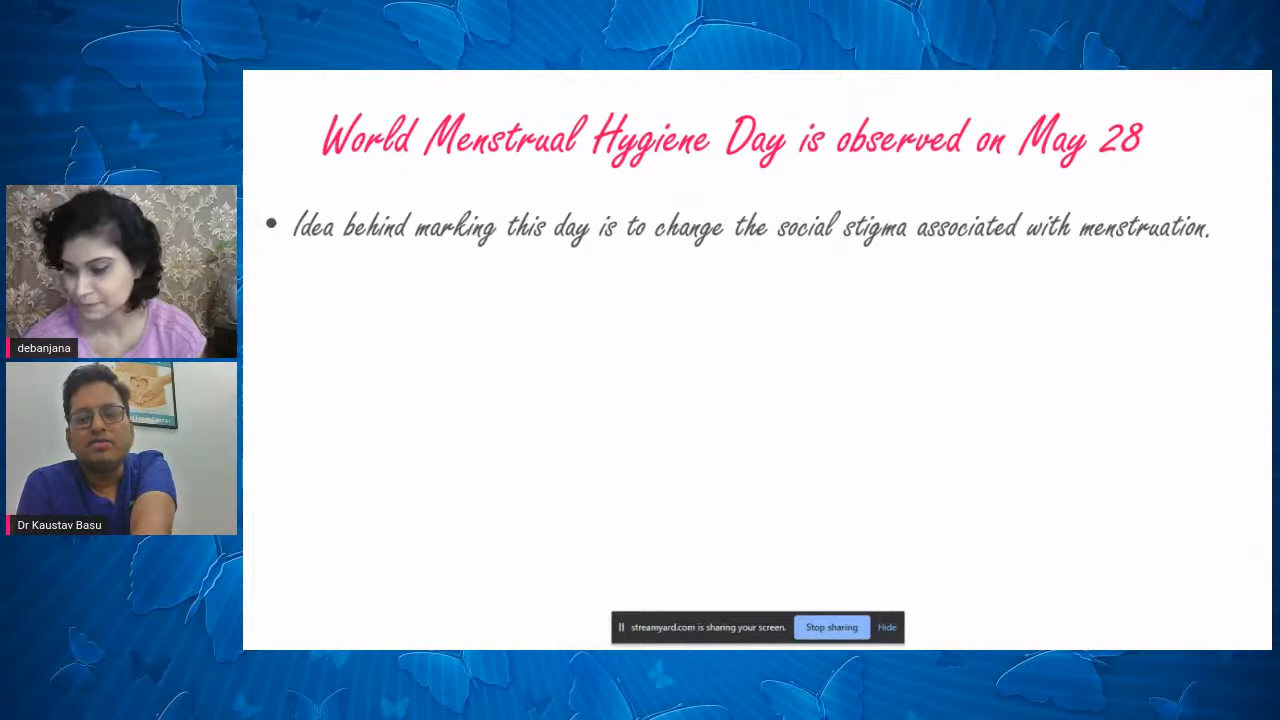 World Menstrual Hygiene Day is observed on May 28
• Idea behind marking this day is to change the social stigma associated with menstruation.
debanjana
Dr Kaustav Basu
streamyard.com is sharing your screen. Stop sharing Hide